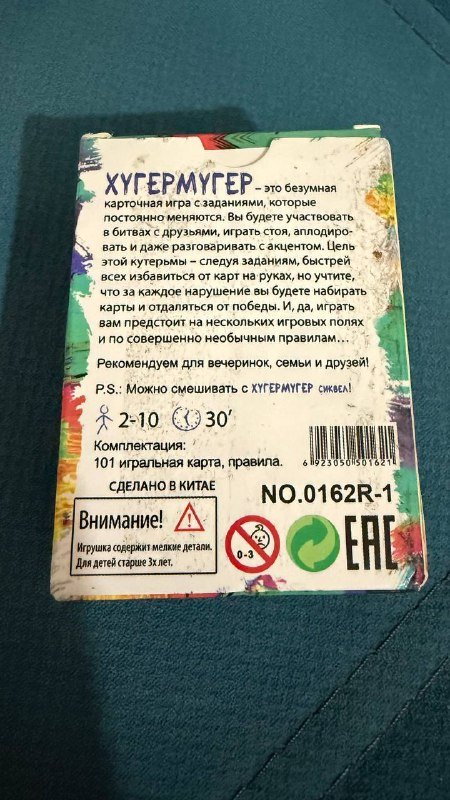 ХУГЕРМУГЕР – это безумная
карточная игра с заданиями, которые
постоянно меняются. Вы будете участвовать
в битвах с друзьями, играть стоя, аплодиро-
вать и даже разговаривать с акцентом. Цель
этой кутерьмы – следуя заданиям, быстрей
всех избавиться от карт на руках, но учтите,
что за каждое нарушение вы будете набирать
карты и отдаляться от победы. И, да, играть
вам предстоит на нескольких игровых полях
и по совершенно необычным правилам...
Рекомендуем для вечеринок, семьи и друзей!
P.S.: Можно смешивать с ХУГЕРМУГЕР СИКВЕЛ!
2-10 30′
Комплектация:
101 игральная карта, правила.
6 923050 501621
СДЕЛАНО В КИТАЕ
NO.0162R-1
Внимание!
Игрушка содержит мелкие детали.
Для детей старше 3х лет.
0-3
EAC